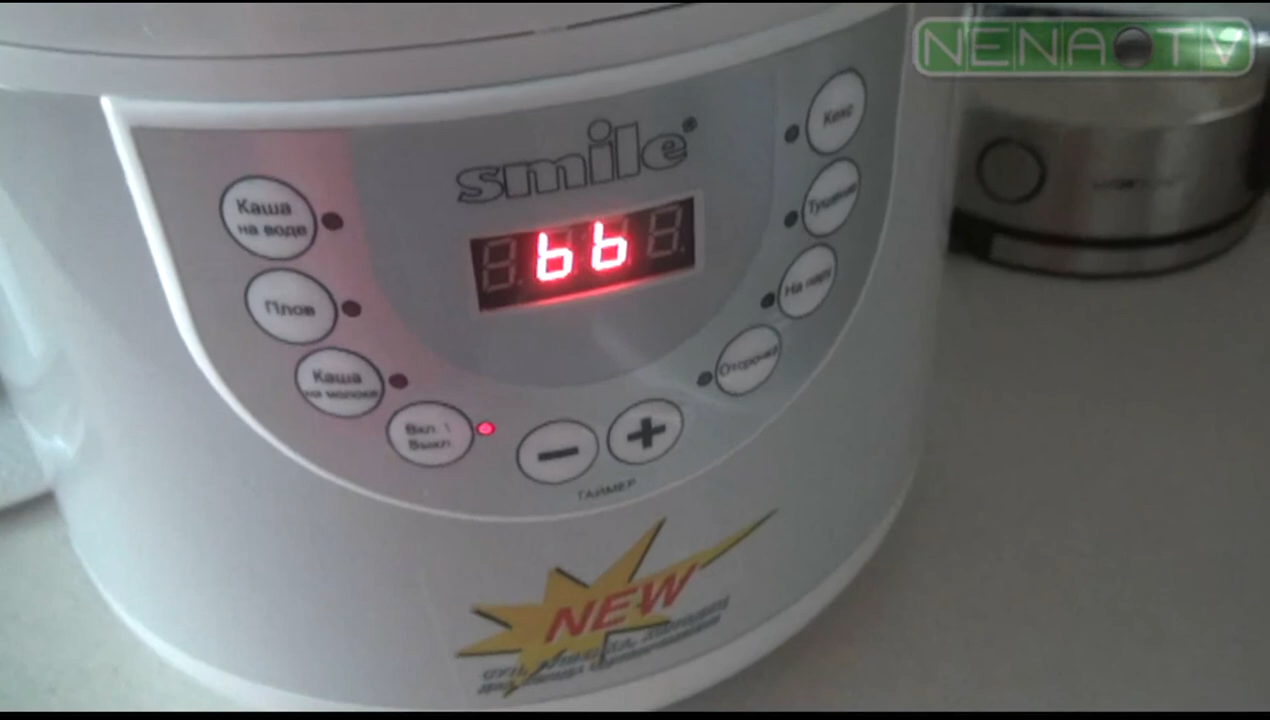 NENA TV
smile®
bb
Каша
на воде
Плов
Каша
на молоке
Вкл \
Выкл
Кекс
Тушение
На пару
Отсрочка
ТАЙМЕР
NEW